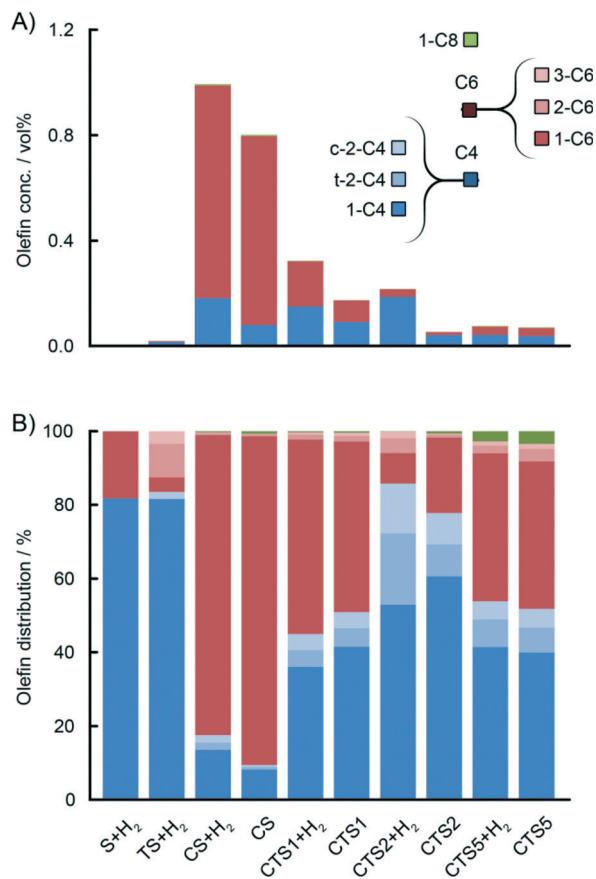 A)
1.2
0.8
0.4
0.0
Olefin conc. / vol%
1-C8
C6
3-C6
2-C6
1-C6
C4
c-2-C4
t-2-C4
1-C4
B)
100
80
60
40
20
0
Olefin distribution / %
S+H₂
TS+H₂
CS+H₂
CS
CTS1+H₂
CTS1
CTS2+H₂
CTS2
CTS5+H₂
CTS5